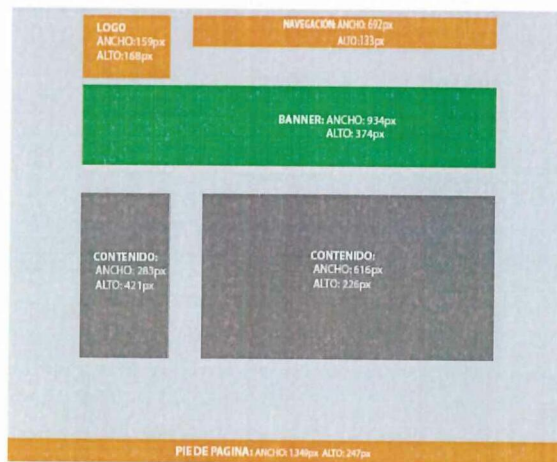 LOGO
ANCHO:159px
ALTO:168px
NAVEGACIÓN: ANCHO: 692px
ALTO:133px
BANNER: ANCHO: 934px
ALTO: 374px
CONTENIDO:
ANCHO: 283px
ALTO: 421px
CONTENIDO:
ANCHO: 616px
ALTO: 226px
PIE DE PAGINA: ANCHO: 1349px ALTO: 247px